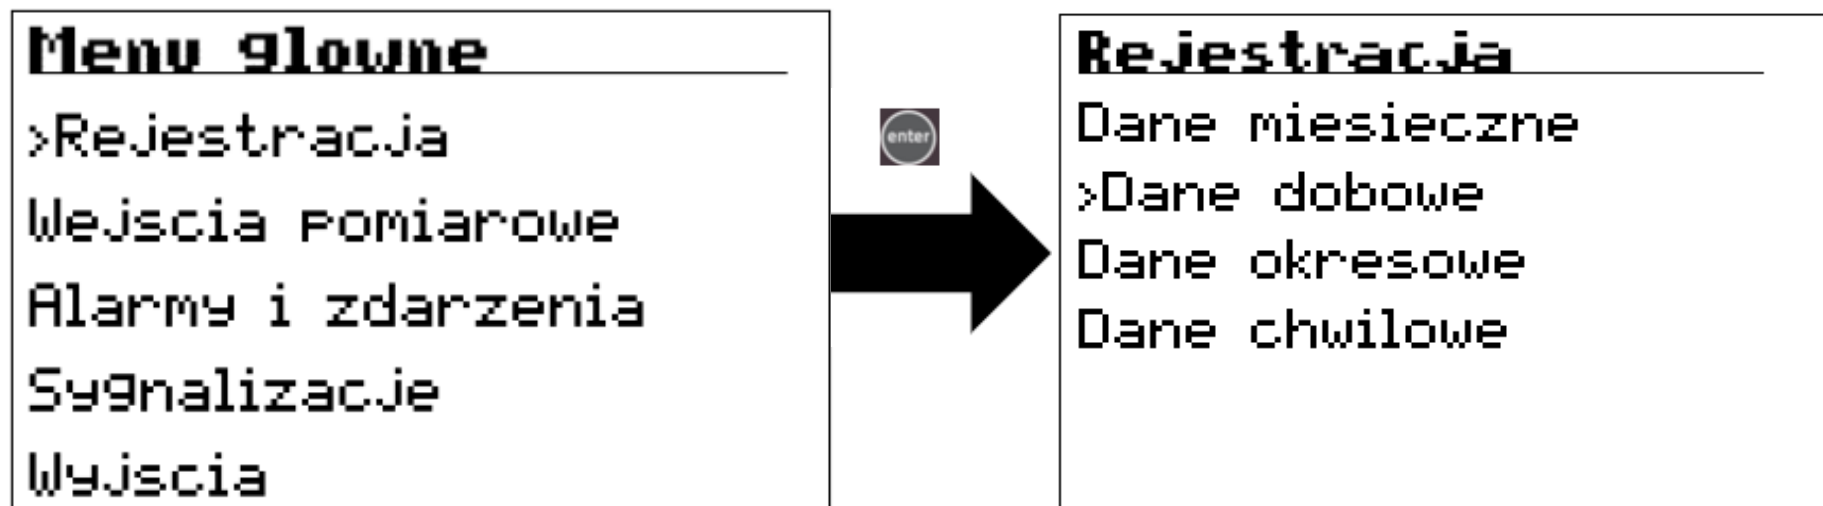 Menu glowne
>Rejestracja
Wejscia pomiarowe
Alarmy i zdarzenia
Sygnalizacje
Wyjscia
enter
Rejestracja
Dane miesieczne
>Dane dobowe
Dane okresowe
Dane chwilowe